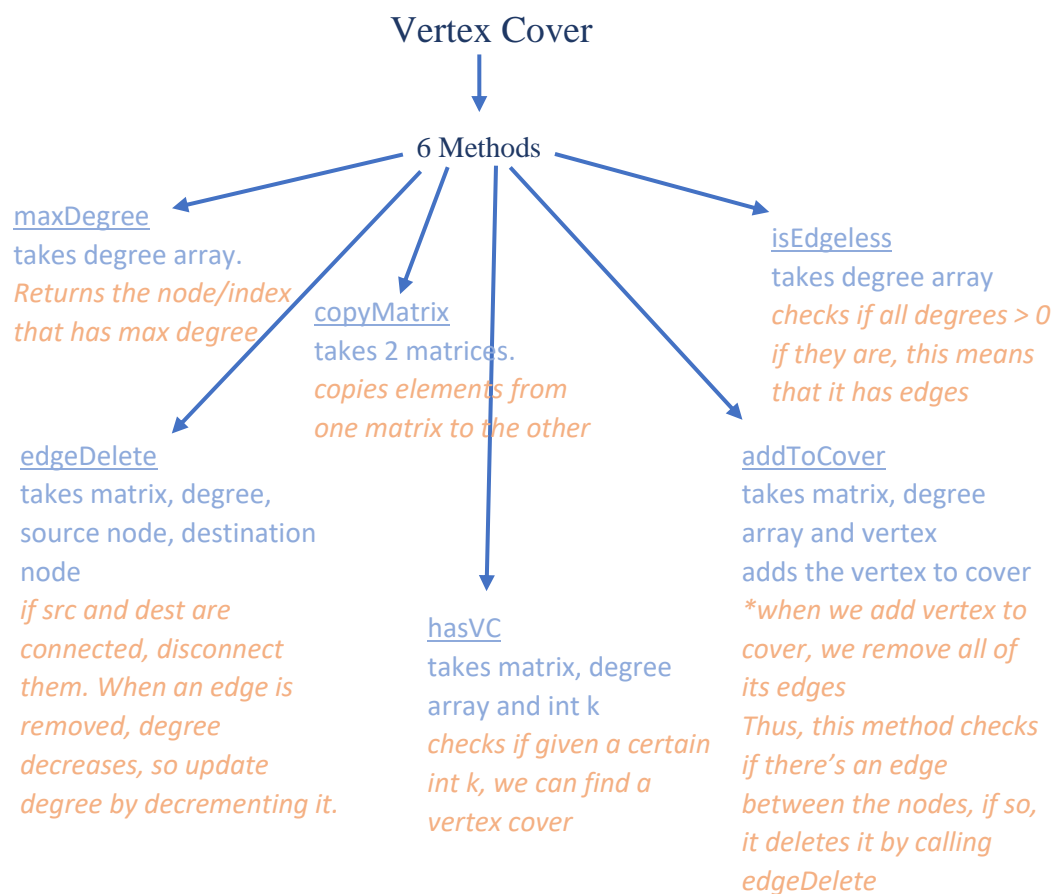 Vertex Cover
6 Methods
maxDegree
takes degree array.
Returns the node/index
that has max degree
copyMatrix
takes 2 matrices.
copies elements from
one matrix to the other
isEdgeless
takes degree array
checks if all degrees > 0
if they are, this means
that it has edges
edgeDelete
takes matrix, degree,
source node, destination
node
if src and dest are
connected, disconnect
them. When an edge is
removed, degree
decreases, so update
degree by decrementing it.
hasVC
takes matrix, degree
array and int k
checks if given a certain
int k, we can find a
vertex cover
addToCover
takes matrix, degree
array and vertex
adds the vertex to cover
*when we add vertex to
cover, we remove all of
its edges
Thus, this method checks
if there’s an edge
between the nodes, if so,
it deletes it by calling
edgeDelete